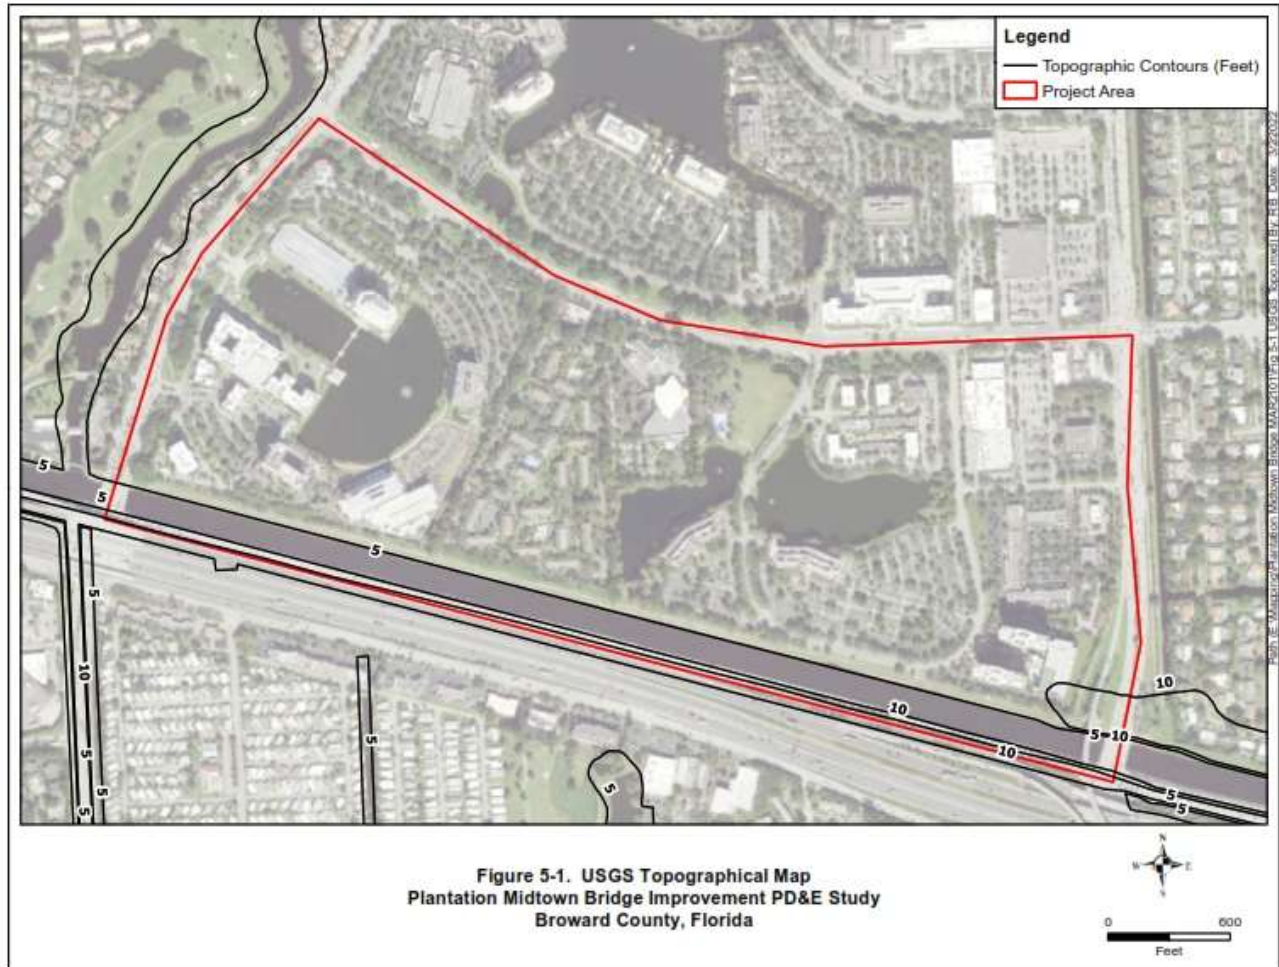 Legend
Topographic Contours (Feet)
Project Area
5
5
5
5
10
5
5
5
5
10
10
10
5
10
5
5
5
Figure 5-1. USGS Topographical Map
Plantation Midtown Bridge Improvement PD&E Study
Broward County, Florida
N
W
E
S
0
600
Feet